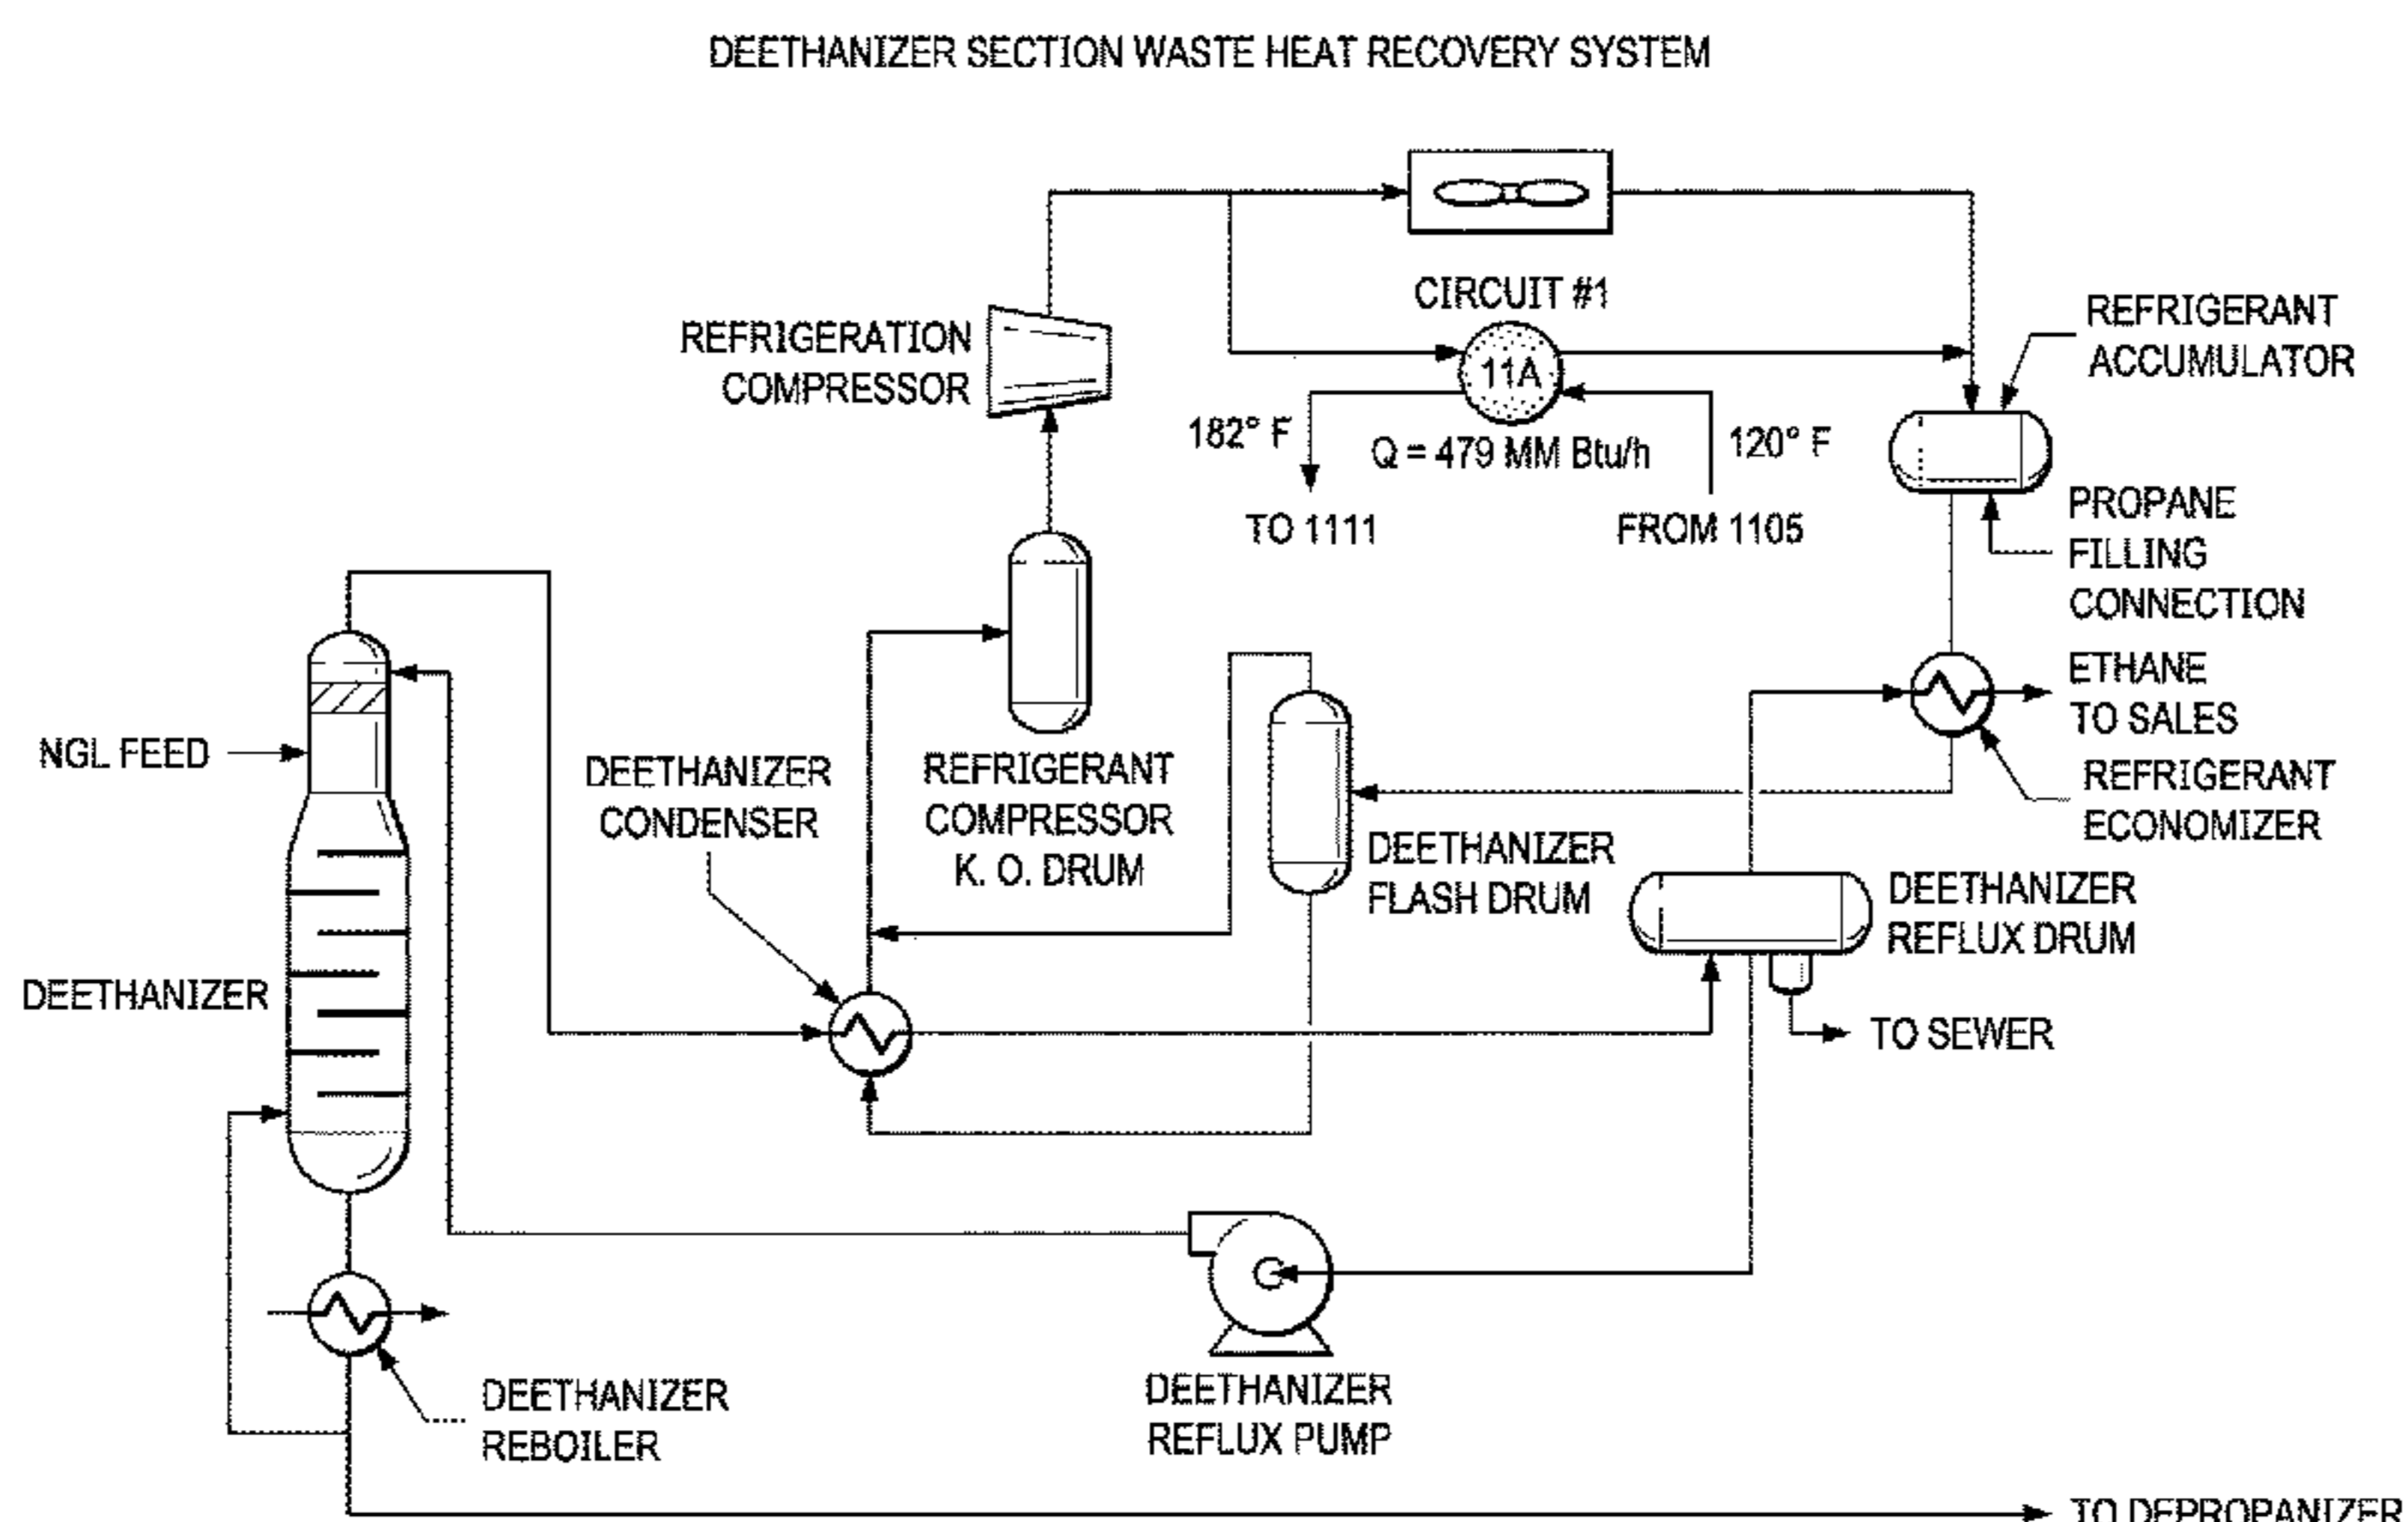 DEETHANIZER SECTION WASTE HEAT RECOVERY SYSTEM
CIRCUIT #1
REFRIGERATION
COMPRESSOR
11A
REFRIGERANT
ACCUMULATOR
182° F
Q = 479 MM Btu/h
120° F
TO 1111
FROM 1105
PROPANE
FILLING
CONNECTION
ETHANE
TO SALES
NGL FEED
DEETHANIZER
CONDENSER
REFRIGERANT
COMPRESSOR
K. O. DRUM
REFRIGERANT
ECONOMIZER
DEETHANIZER
FLASH DRUM
DEETHANIZER
REFLUX DRUM
DEETHANIZER
TO SEWER
DEETHANIZER
REBOILER
DEETHANIZER
REFLUX PUMP
TO DEPROPANIZER